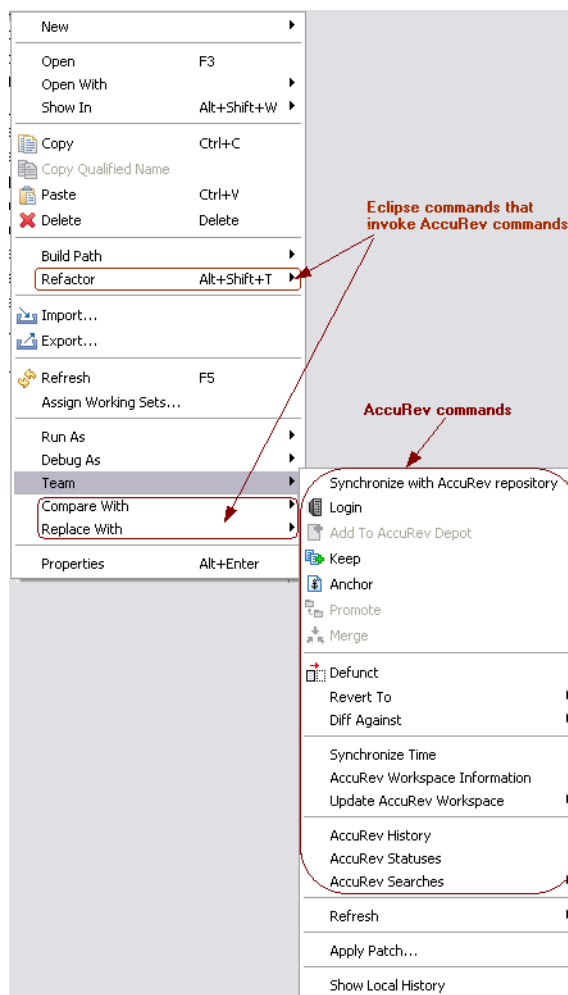 New
Open F3
Open With
Show In Alt+Shift+W
Copy Ctrl+C
Copy Qualified Name
Paste Ctrl+V
Delete Delete
Eclipse commands that
invoke AccuRev commands
Build Path
Refactor Alt+Shift+T
Import...
Export...
Refresh F5
Assign Working Sets...
Run As
Debug As
Team
Compare With
Replace With
Properties Alt+Enter
AccuRev commands
Synchronize with AccuRev repository
Login
Add To AccuRev Depot
Keep
Anchor
Promote
Merge
Defunct
Revert To
Diff Against
Synchronize Time
AccuRev Workspace Information
Update AccuRev Workspace
AccuRev History
AccuRev Statuses
AccuRev Searches
Refresh
Apply Patch...
Show Local History